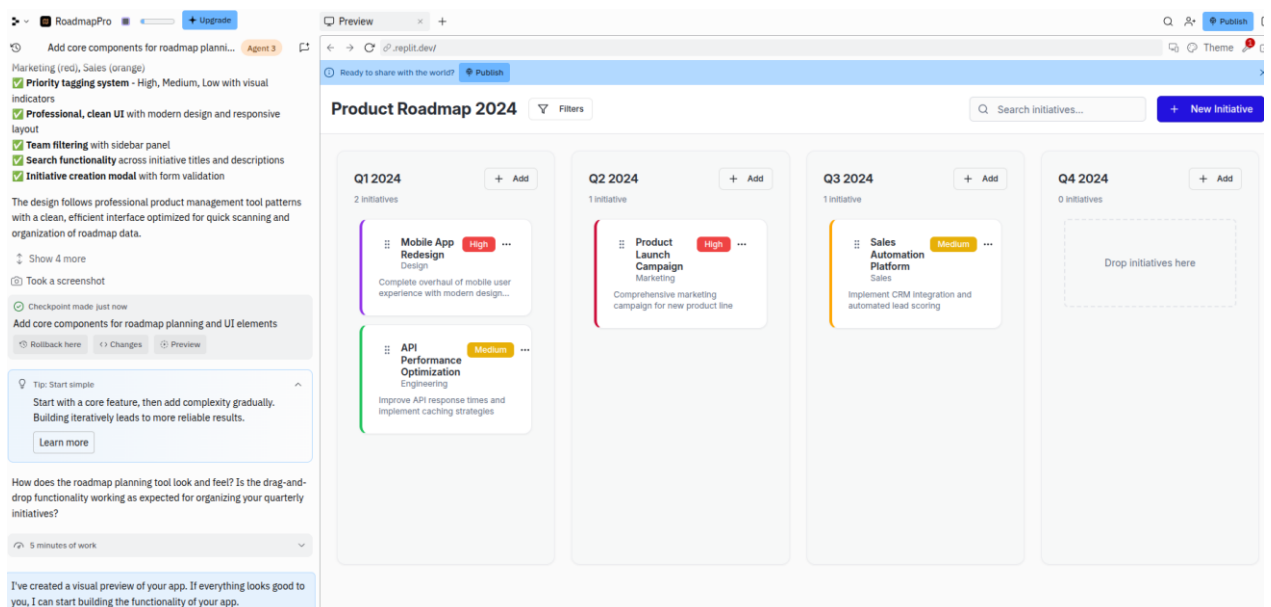 RoadmapPro
Upgrade
Add core components for roadmap planni...
Agent 3
Marketing (red), Sales (orange)
✅ Priority tagging system - High, Medium, Low with visual
indicators
✅ Professional, clean UI with modern design and responsive
layout
✅ Team filtering with sidebar panel
✅ Search functionality across initiative titles and descriptions
✅ Initiative creation modal with form validation
The design follows professional product management tool patterns
with a clean, efficient interface optimized for quick scanning and
organization of roadmap data.
Show 4 more
Took a screenshot
Checkpoint made just now
Add core components for roadmap planning and UI elements
Rollback here
Changes
Preview
Tip: Start simple
Start with a core feature, then add complexity gradually.
Building iteratively leads to more reliable results.
Learn more
How does the roadmap planning tool look and feel? Is the drag-and-
drop functionality working as expected for organizing your quarterly
initiatives?
5 minutes of work
I've created a visual preview of your app. If everything looks good to
you, I can start building the functionality of your app.
Preview
Publish
.replit.dev/
Theme
1
Ready to share with the world?
Publish
Product Roadmap 2024
Filters
Search initiatives...
+ New Initiative
Q1 2024
+ Add
2 initiatives
Mobile App
Redesign
High
Design
Complete overhaul of mobile user
experience with modern design...
API
Performance
Optimization
Medium
Engineering
Improve API response times and
implement caching strategies
Q2 2024
+ Add
1 initiative
Product
Launch
Campaign
High
Marketing
Comprehensive marketing
campaign for new product line
Q3 2024
+ Add
1 initiative
Sales
Automation
Platform
Medium
Sales
Implement CRM integration and
automated lead scoring
Q4 2024
+ Add
0 initiatives
Drop initiatives here